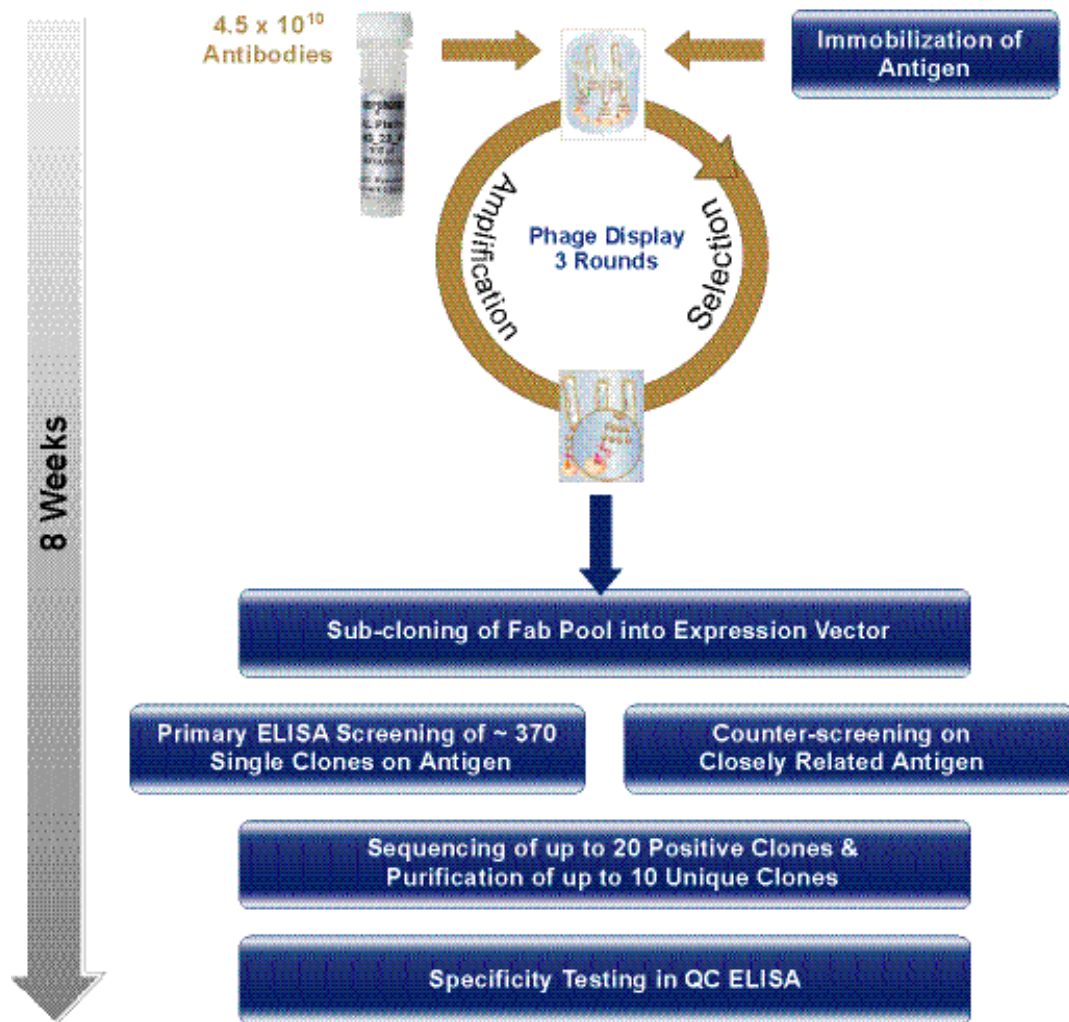 4.5 x 10¹⁰
Antibodies
Immobilization of
Antigen
Amplification
Phage Display
3 Rounds
Selection
8 Weeks
Sub-cloning of Fab Pool into Expression Vector
Primary ELISA Screening of ~ 370
Single Clones on Antigen
Counter-screening on
Closely Related Antigen
Sequencing of up to 20 Positive Clones &
Purification of up to 10 Unique Clones
Specificity Testing in QC ELISA